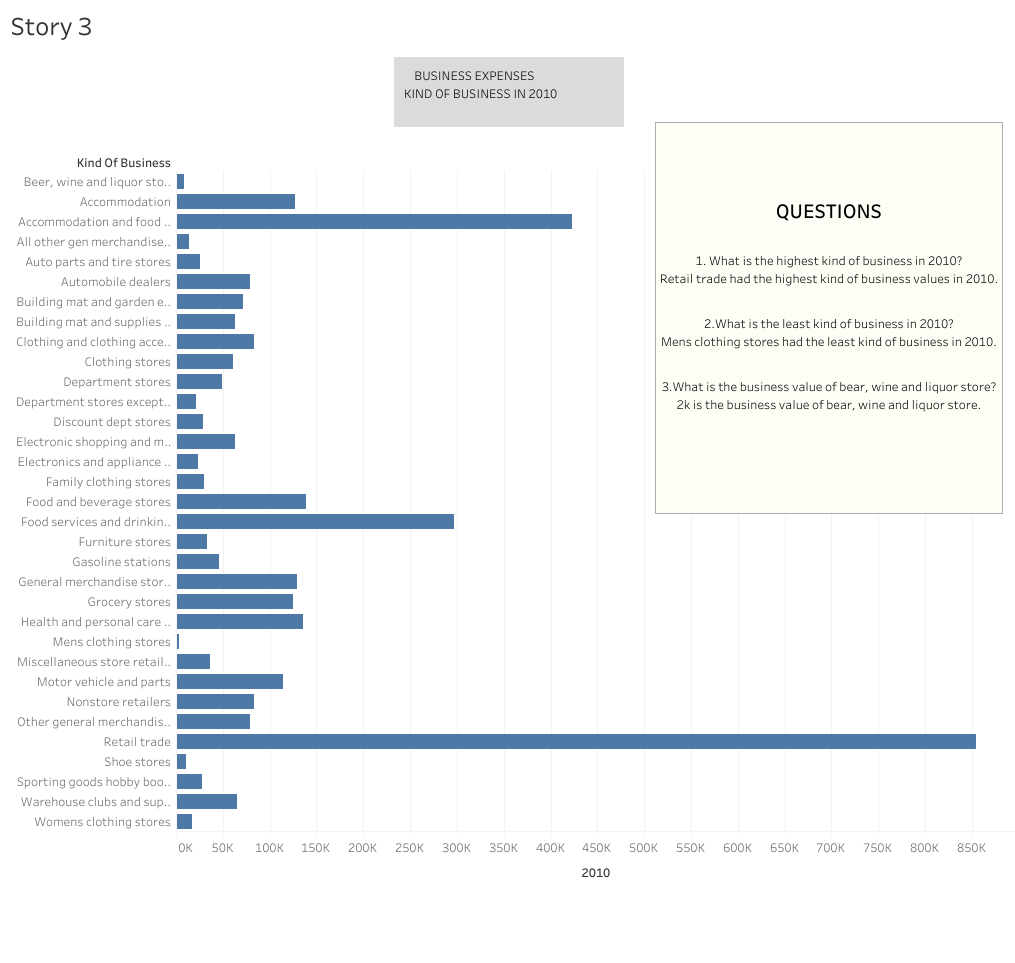 Story 3
BUSINESS EXPENSES
KIND OF BUSINESS IN 2010
QUESTIONS
1. What is the highest kind of business in 2010?
Retail trade had the highest kind of business values in 2010.
2.What is the least kind of business in 2010?
Mens clothing stores had the least kind of business in 2010.
3.What is the business value of bear, wine and liquor store?
2k is the business value of bear, wine and liquor store.
Kind Of Business
Beer, wine and liquor sto..
Accommodation
Accommodation and food ..
All other gen merchandise..
Auto parts and tire stores
Automobile dealers
Building mat and garden e..
Building mat and supplies ..
Clothing and clothing acce..
Clothing stores
Department stores
Department stores except..
Discount dept stores
Electronic shopping and m..
Electronics and appliance ..
Family clothing stores
Food and beverage stores
Food services and drinkin..
Furniture stores
Gasoline stations
General merchandise stor..
Grocery stores
Health and personal care ..
Mens clothing stores
Miscellaneous store retail..
Motor vehicle and parts
Nonstore retailers
Other general merchandis..
Retail trade
Shoe stores
Sporting goods hobby boo..
Warehouse clubs and sup..
Womens clothing stores
0K 50K 100K 150K 200K 250K 300K 350K 400K 450K 500K 550K 600K 650K 700K 750K 800K 850K
2010